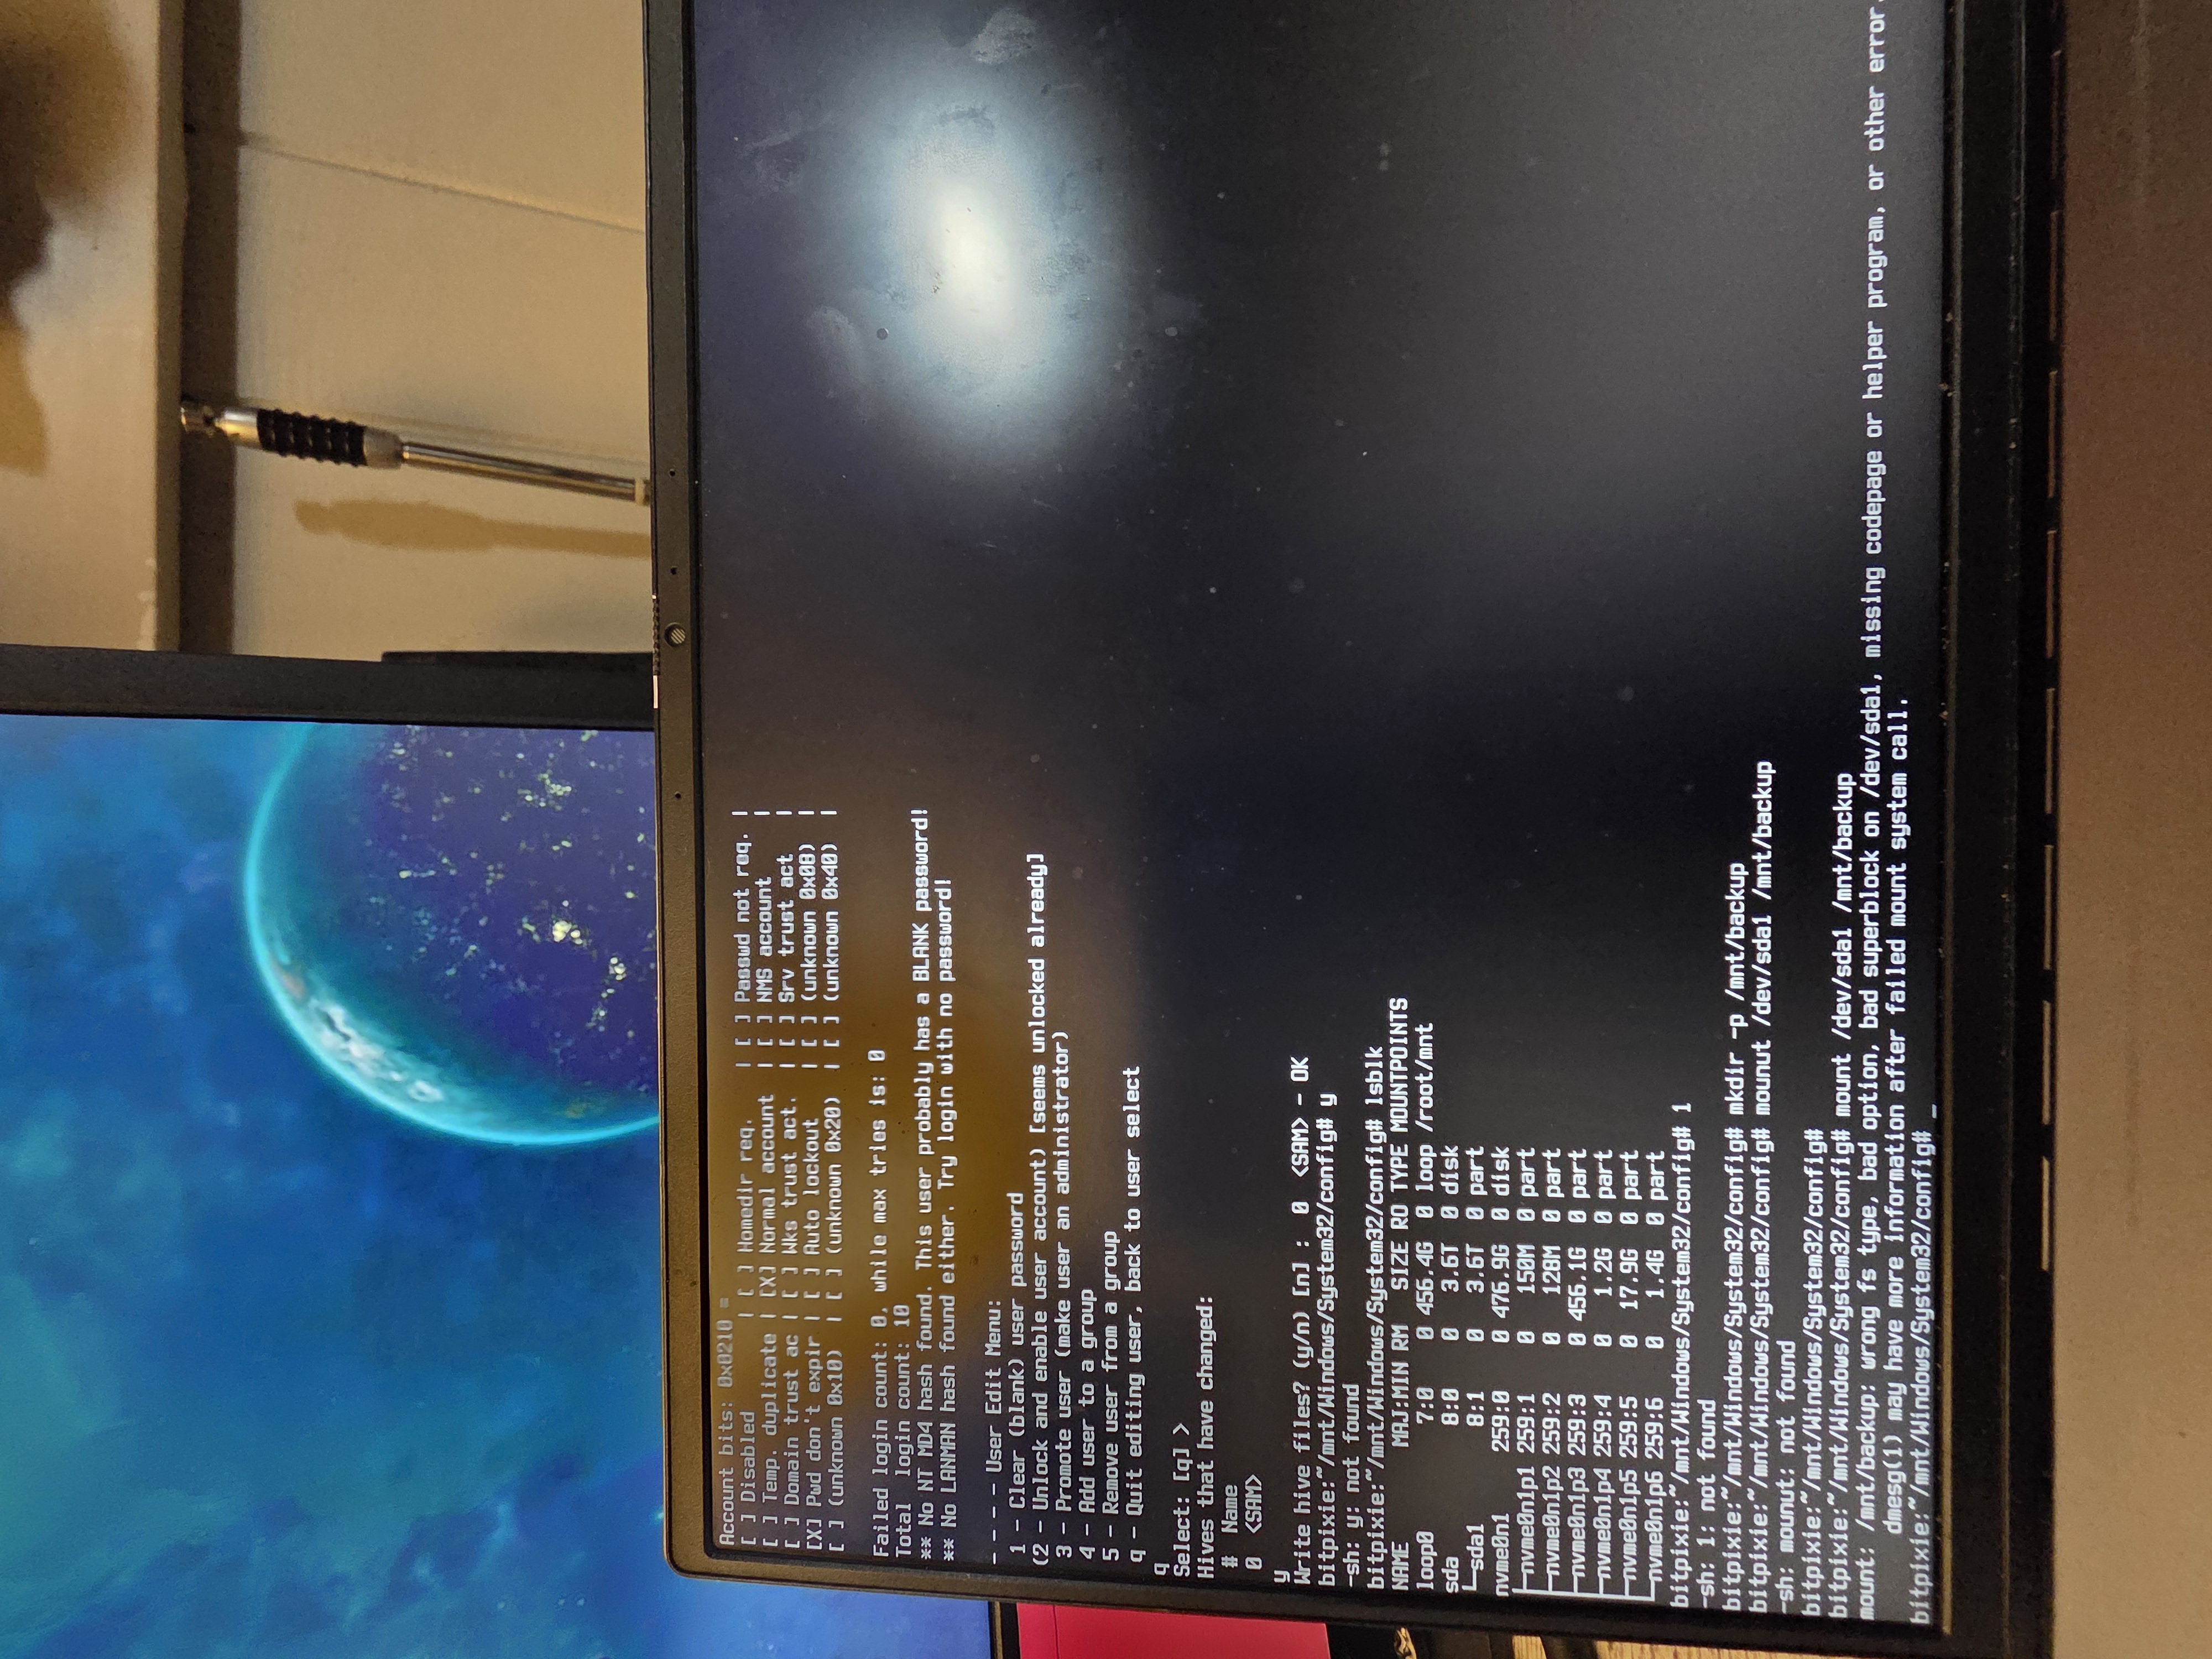 Account bits: 0x0210 =
[ ] Disabled | [ ] Homedir req. | [ ] Passwd not req. |
[ ] Temp. duplicate | [X] Normal account | [ ] NMS account |
[ ] Domain trust ac | [ ] Wks trust act. | [ ] Srv trust act |
[X] Pwd don't expir | [ ] Auto lockout | [ ] (unknown 0x08) |
[ ] (unknown 0x10) | [ ] (unknown 0x20) | [ ] (unknown 0x40) |
Failed login count: 0, while max tries is: 0
Total login count: 10
** No NT MD4 hash found. This user probably has a BLANK password!
** No LANMAN hash found either. Try login with no password!
- - - - User Edit Menu:
1 - Clear (blank) user password
(2 - Unlock and enable user account) [seems unlocked already]
3 - Promote user (make user an administrator)
4 - Add user to a group
5 - Remove user from a group
q - Quit editing user, back to user select
q
Select: [q] >
Hives that have changed:
# Name
0 <SAM>
y
Write hive files? (y/n) [n] : 0 <SAM> - OK
bitpixie:~/mnt/Windows/System32/config# y
-sh: y: not found
bitpixie:~/mnt/Windows/System32/config# lsblk
NAME MAJ:MIN RM SIZE RO TYPE MOUNTPOINTS
loop0 7:0 0 456.4G 0 loop /root/mnt
sda 8:0 0 3.6T 0 disk
└─sda1 8:1 0 3.6T 0 part
nvme0n1 259:0 0 476.9G 0 disk
├─nvme0n1p1 259:1 0 150M 0 part
├─nvme0n1p2 259:2 0 128M 0 part
├─nvme0n1p3 259:3 0 456.1G 0 part
├─nvme0n1p4 259:4 0 1.2G 0 part
├─nvme0n1p5 259:5 0 17.9G 0 part
└─nvme0n1p6 259:6 0 1.4G 0 part
bitpixie:~/mnt/Windows/System32/config# 1
-sh: 1: not found
bitpixie:~/mnt/Windows/System32/config# mkdir -p /mnt/backup
bitpixie:~/mnt/Windows/System32/config# mounut /dev/sda1 /mnt/backup
-sh: mounut: not found
bitpixie:~/mnt/Windows/System32/config#
bitpixie:~/mnt/Windows/System32/config# mount /dev/sda1 /mnt/backup
mount: /mnt/backup: wrong fs type, bad option, bad superblock on /dev/sda1, missing codepage or helper program, or other error.
dmesg(1) may have more information after failed mount system call.
bitpixie:~/mnt/Windows/System32/config# _